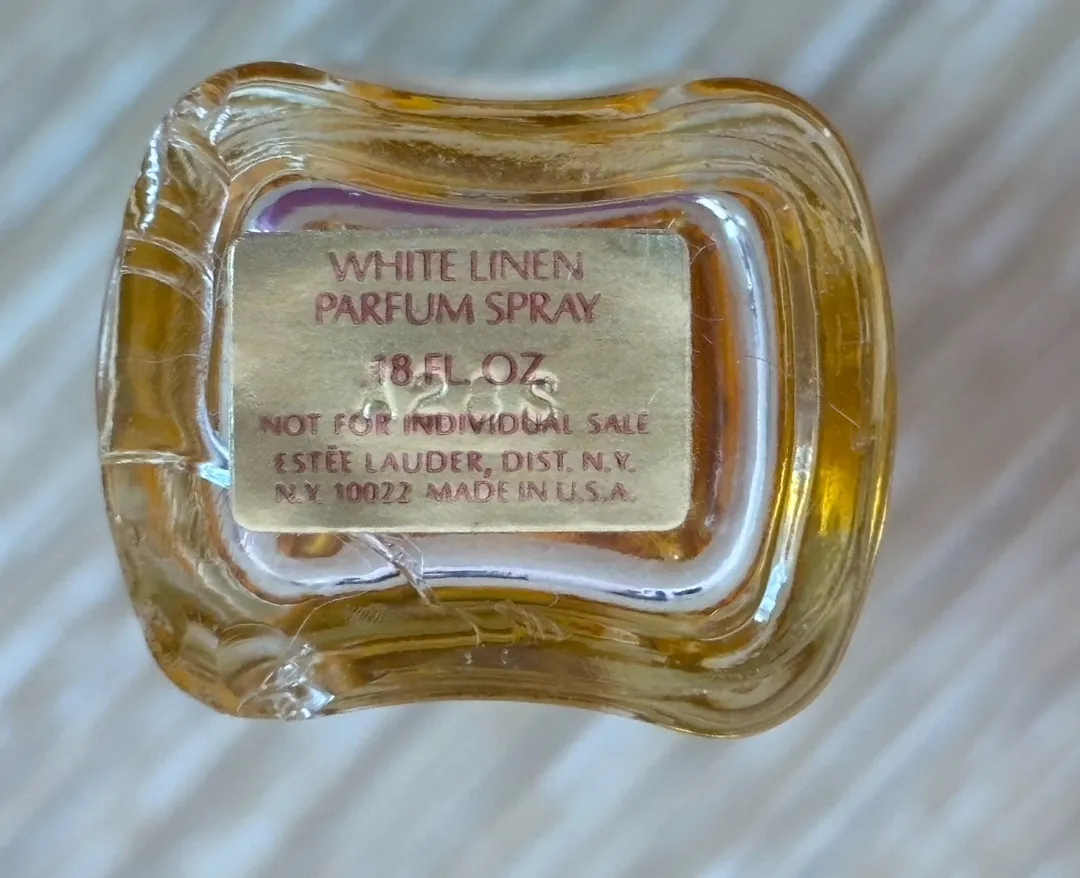 WHITE LINEN
PARFUM SPRAY
.18 FL. OZ.
NOT FOR INDIVIDUAL SALE
ESTĒE LAUDER, DIST. N.Y.
N.Y. 10022 MADE IN U.S.A.